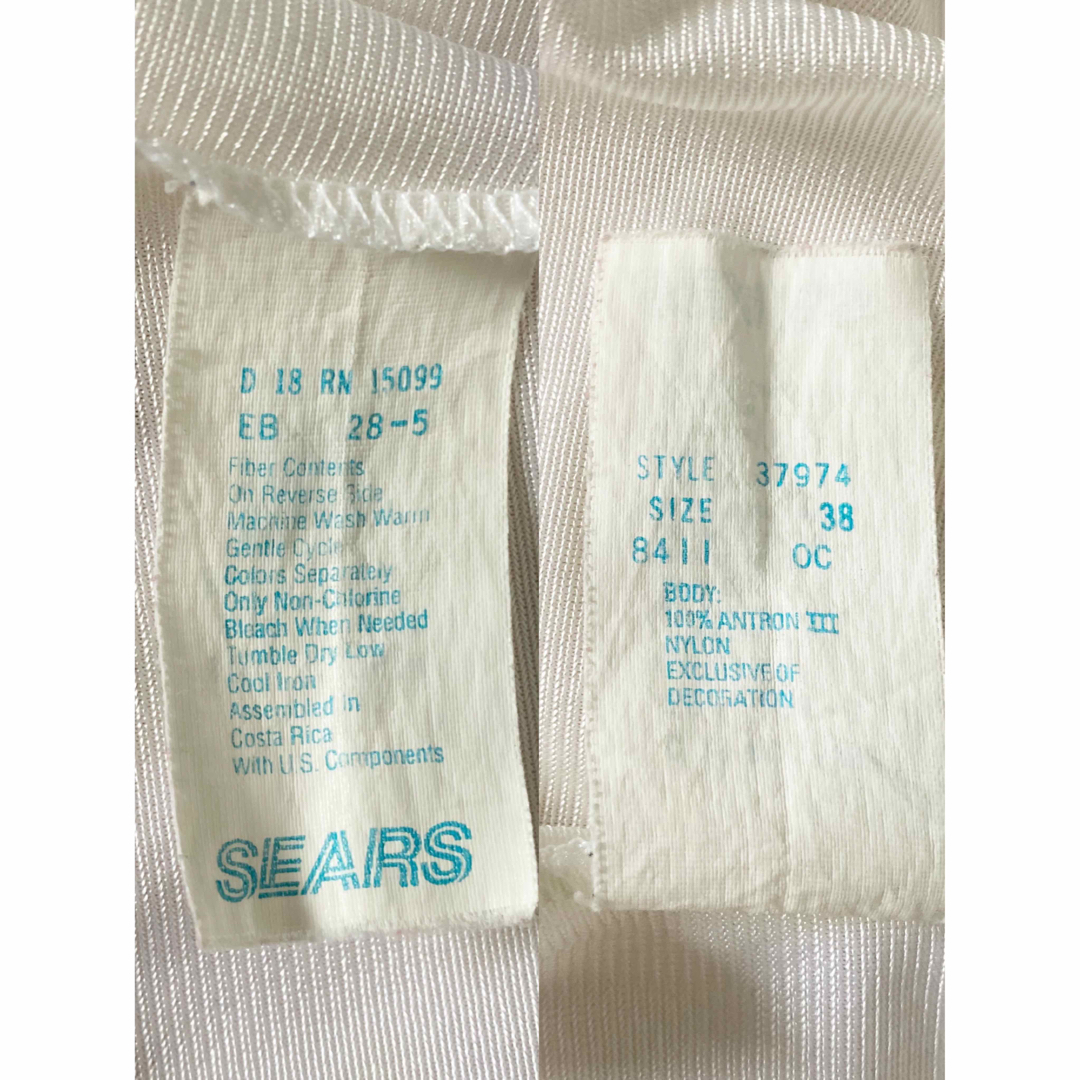 D 18 RN 15099
EB 28-5
Fiber Contents
On Reverse Side
Machine Wash Warm
Gentle Cycle
Colors Separately
Only Non-Chlorine
Bleach When Needed
Tumble Dry Low
Cool Iron
Assembled in
Costa Rica
With U.S. Components
SEARS
STYLE 37974
SIZE 38
8411 OC
BODY:
100% ANTRON III
NYLON
EXCLUSIVE OF
DECORATION